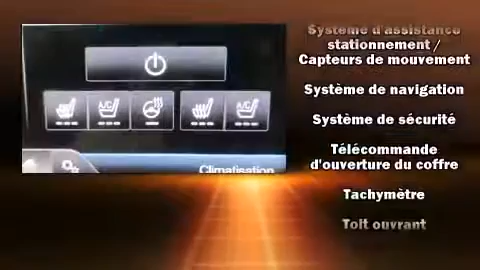 Système d'assistance
stationnement /
Capteurs de mouvement
Système de navigation
Système de sécurité
Télécommande
d'ouverture du coffre
Tachymètre
Toit ouvrant
A/C
A/C
Climatisation